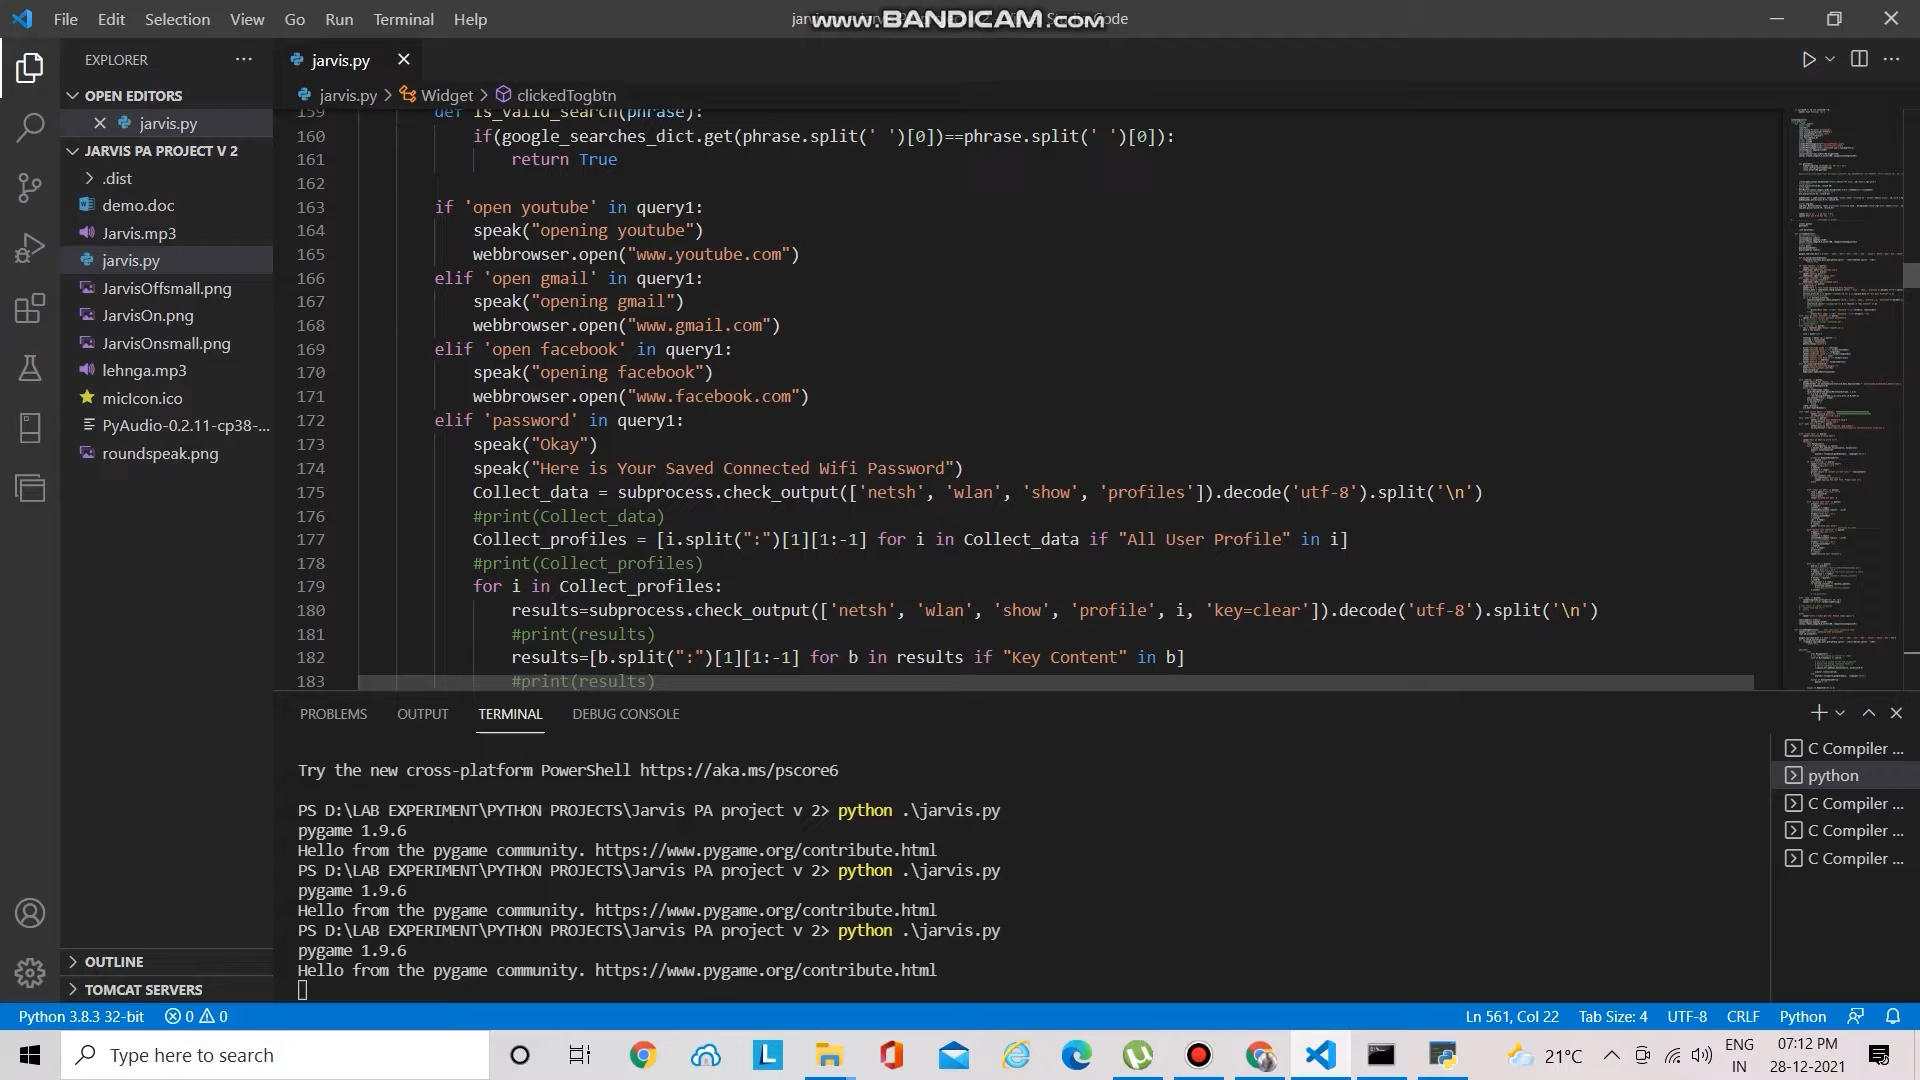 File Edit Selection View Go Run Terminal Help
www.BANDICAM.com
EXPLORER
OPEN EDITORS
jarvis.py
JARVIS PA PROJECT V 2
.dist
demo.doc
Jarvis.mp3
jarvis.py
JarvisOffsmall.png
JarvisOn.png
JarvisOnsmall.png
lehnga.mp3
micIcon.ico
PyAudio-0.2.11-cp38-...
roundspeak.png
OUTLINE
TOMCAT SERVERS
jarvis.py
jarvis.py > Widget > clickedTogbtn
159 def is_valid_search(phrase):
160 if(google_searches_dict.get(phrase.split(' ')[0])==phrase.split(' ')[0]):
161 return True
162
163 if 'open youtube' in query1:
164 speak("opening youtube")
165 webbrowser.open("www.youtube.com")
166 elif 'open gmail' in query1:
167 speak("opening gmail")
168 webbrowser.open("www.gmail.com")
169 elif 'open facebook' in query1:
170 speak("opening facebook")
171 webbrowser.open("www.facebook.com")
172 elif 'password' in query1:
173 speak("Okay")
174 speak("Here is Your Saved Connected Wifi Password")
175 Collect_data = subprocess.check_output(['netsh', 'wlan', 'show', 'profiles']).decode('utf-8').split('\n')
176 #print(Collect_data)
177 Collect_profiles = [i.split(":")[1][1:-1] for i in Collect_data if "All User Profile" in i]
178 #print(Collect_profiles)
179 for i in Collect_profiles:
180 results=subprocess.check_output(['netsh', 'wlan', 'show', 'profile', i, 'key=clear']).decode('utf-8').split('\n')
181 #print(results)
182 results=[b.split(":")[1][1:-1] for b in results if "Key Content" in b]
183 #print(results)
PROBLEMS OUTPUT TERMINAL DEBUG CONSOLE
Try the new cross-platform PowerShell https://aka.ms/pscore6
PS D:\LAB EXPERIMENT\PYTHON PROJECTS\Jarvis PA project v 2> python .\jarvis.py
pygame 1.9.6
Hello from the pygame community. https://www.pygame.org/contribute.html
PS D:\LAB EXPERIMENT\PYTHON PROJECTS\Jarvis PA project v 2> python .\jarvis.py
pygame 1.9.6
Hello from the pygame community. https://www.pygame.org/contribute.html
PS D:\LAB EXPERIMENT\PYTHON PROJECTS\Jarvis PA project v 2> python .\jarvis.py
pygame 1.9.6
Hello from the pygame community. https://www.pygame.org/contribute.html
C Compiler ...
python
C Compiler ...
C Compiler ...
C Compiler ...
Python 3.8.3 32-bit 0 0 Ln 561, Col 22 Tab Size: 4 UTF-8 CRLF Python
Type here to search
21°C
ENG
IN
07:12 PM
28-12-2021